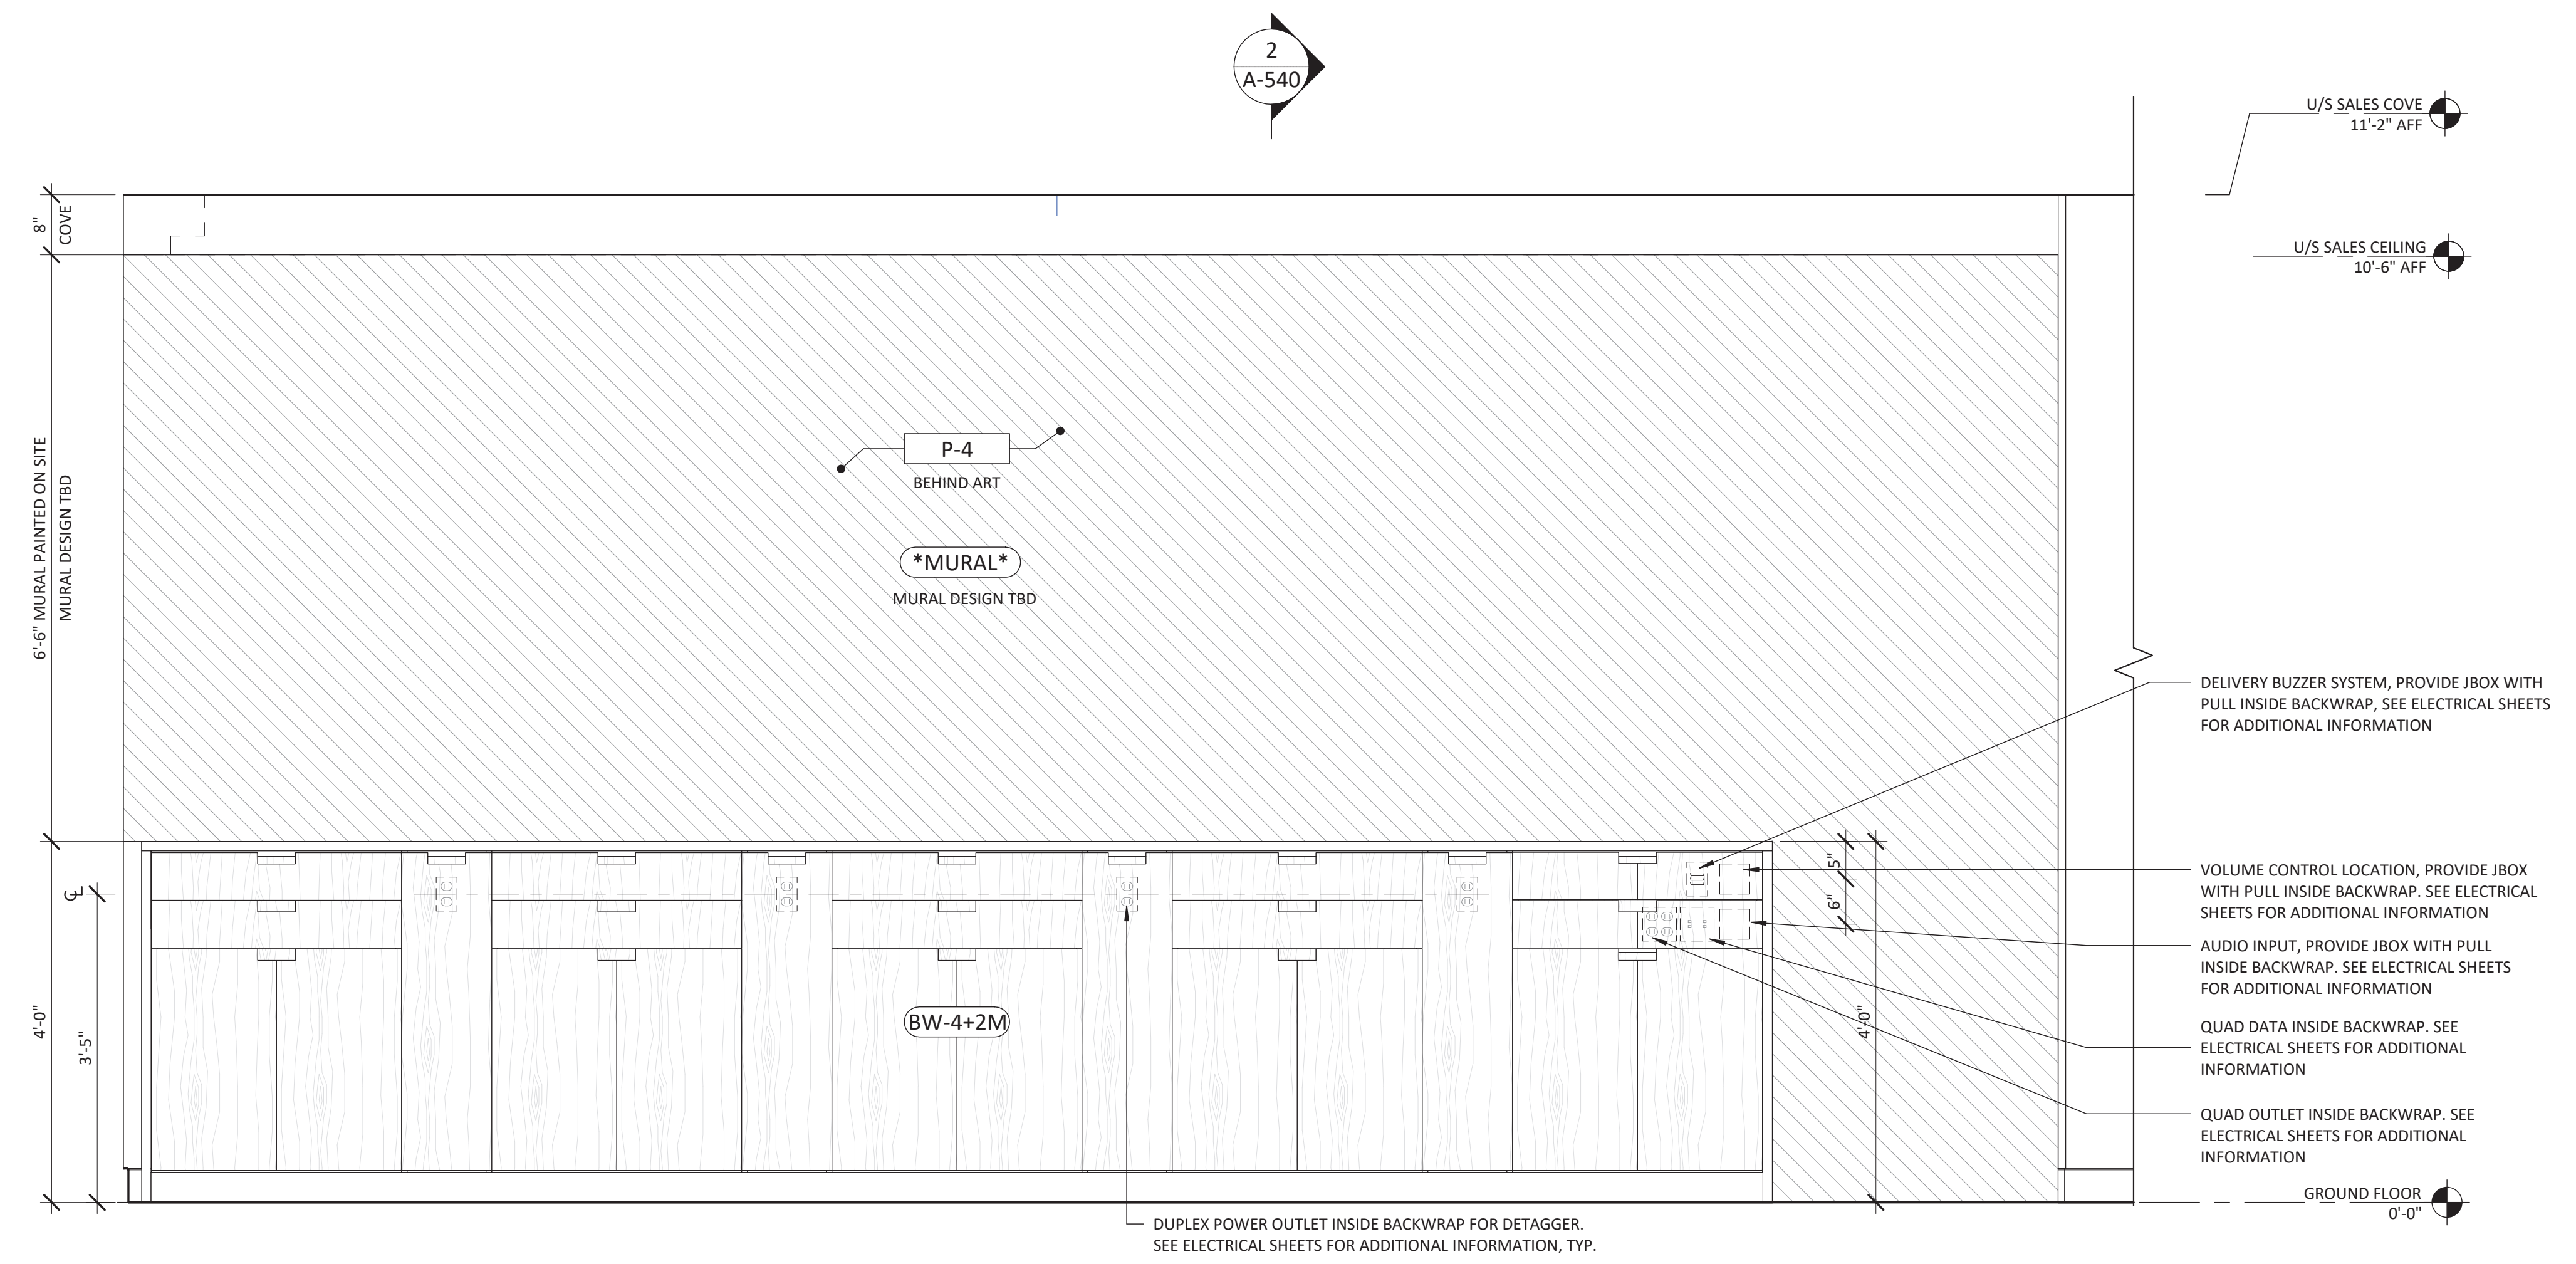 2
A-540
U/S SALES COVE
11'-2" AFF
U/S SALES CEILING
10'-6" AFF
8"
COVE
6'-6" MURAL PAINTED ON SITE
MURAL DESIGN TBD
P-4
BEHIND ART
*MURAL*
MURAL DESIGN TBD
DELIVERY BUZZER SYSTEM, PROVIDE JBOX WITH
PULL INSIDE BACKWRAP, SEE ELECTRICAL SHEETS
FOR ADDITIONAL INFORMATION
VOLUME CONTROL LOCATION, PROVIDE JBOX
WITH PULL INSIDE BACKWRAP. SEE ELECTRICAL
SHEETS FOR ADDITIONAL INFORMATION
AUDIO INPUT, PROVIDE JBOX WITH PULL
INSIDE BACKWRAP. SEE ELECTRICAL SHEETS
FOR ADDITIONAL INFORMATION
QUAD DATA INSIDE BACKWRAP. SEE
ELECTRICAL SHEETS FOR ADDITIONAL
INFORMATION
QUAD OUTLET INSIDE BACKWRAP. SEE
ELECTRICAL SHEETS FOR ADDITIONAL
INFORMATION
5"
6"
4'-0"
CL
4'-0"
3'-5"
BW-4+2M
GROUND FLOOR
0'-0"
DUPLEX POWER OUTLET INSIDE BACKWRAP FOR DETAGGER.
SEE ELECTRICAL SHEETS FOR ADDITIONAL INFORMATION, TYP.